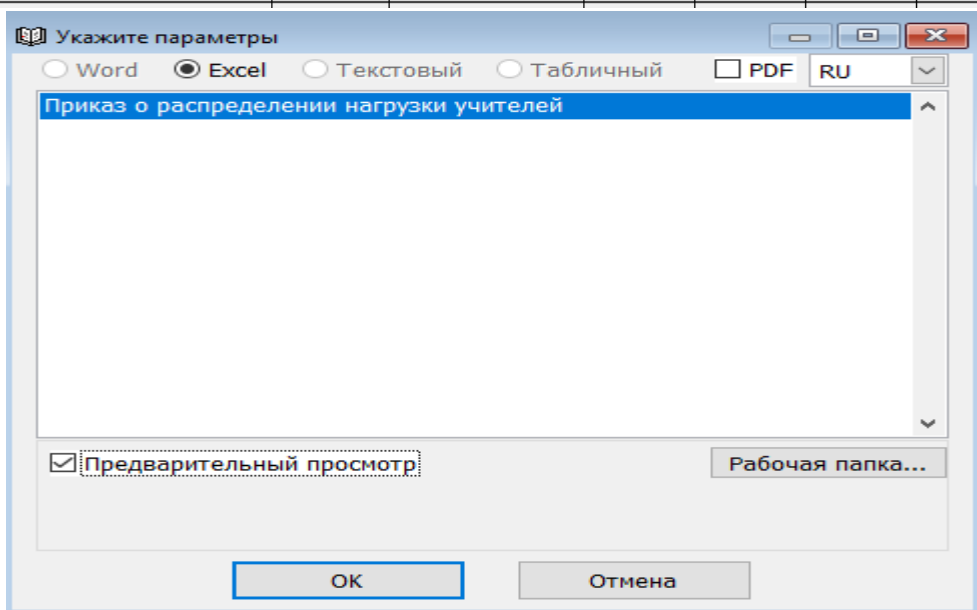 Укажите параметры
Word Excel Текстовый Табличный PDF RU
Приказ о распределении нагрузки учителей
Предварительный просмотр Рабочая папка...
OK Отмена